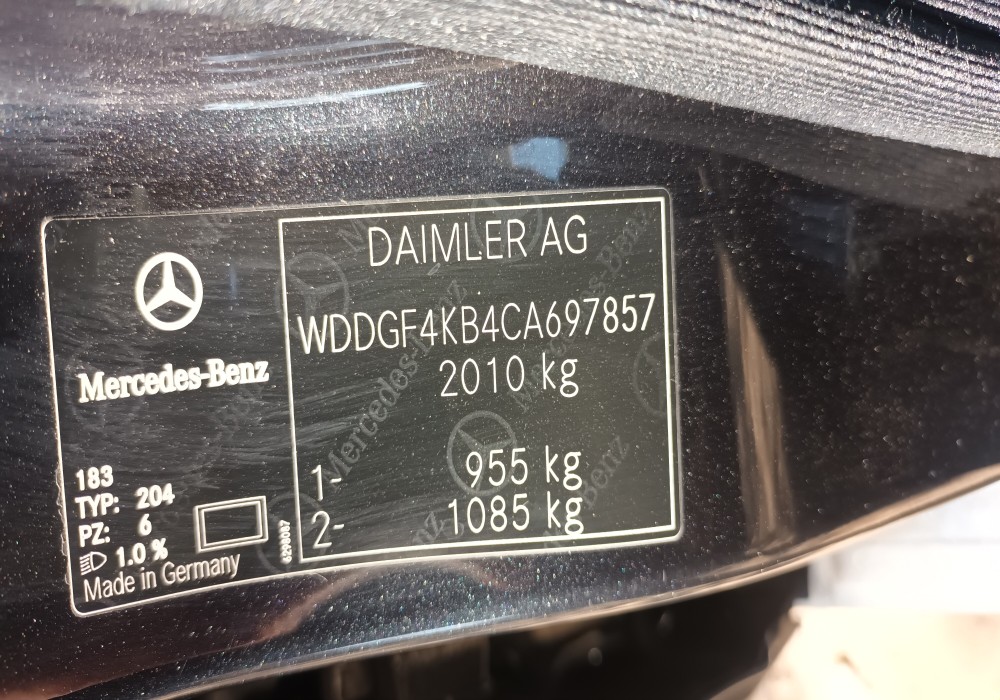 DAIMLER AG
WDDGF4KB4CA697857
2010 kg
1- 955 kg
2- 1085 kg
Mercedes-Benz
183
TYP: 204
PZ: 6
1.0 %
Made in Germany